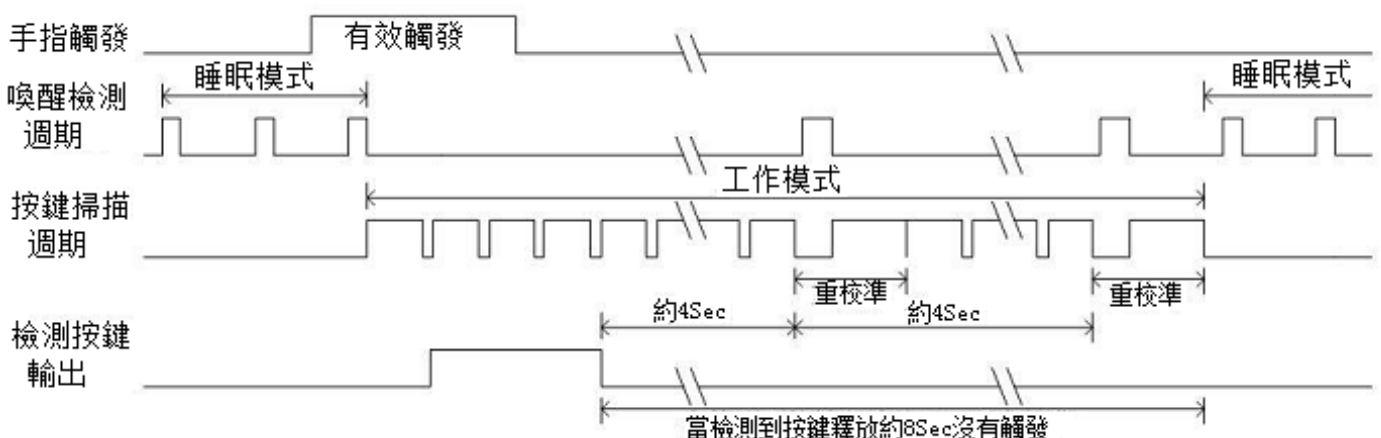 手指觸發
有效觸發
睡眠模式
睡眠模式
喚醒檢測
週期
工作模式
按鍵掃描
週期
重校準
重校準
約4Sec
約4Sec
檢測按鍵
輸出
當檢測到按鍵釋放約8Sec沒有觸發